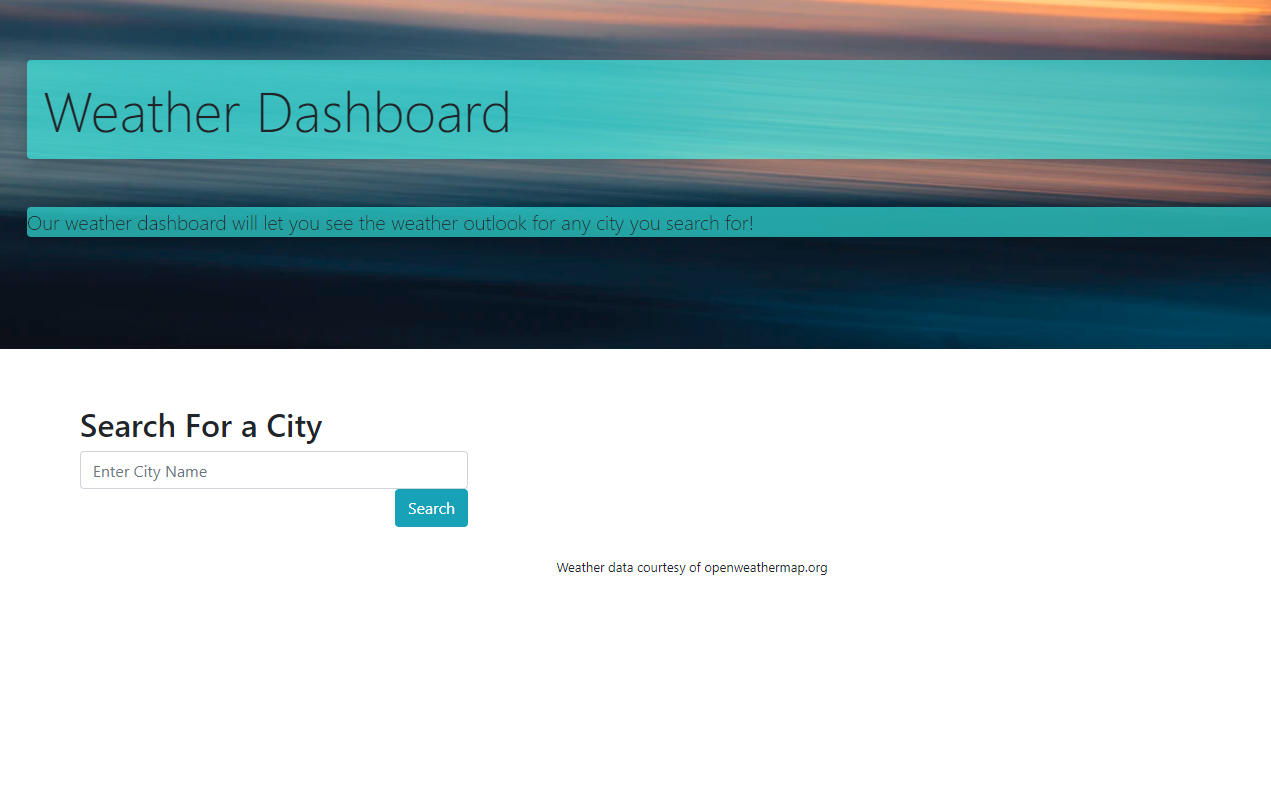 Weather Dashboard
Our weather dashboard will let you see the weather outlook for any city you search for!
Search For a City
Enter City Name
Search
Weather data courtesy of openweathermap.org